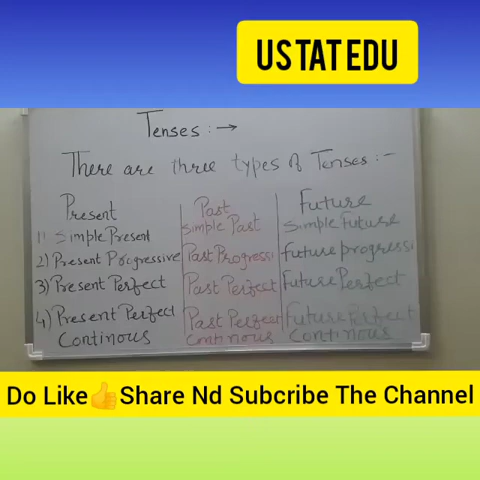 USTAT EDU
Tenses :→
There are three types of Tenses:-
Present
1) Simple Present
2) Present Progressive
3) Present Perfect
4) Present Perfect
Continous
Past
Simple Past
Past Progressi
Past Perfect
Past Perfect
Continous
Future
Simple Future
future progressi
Future Perfect
Future Perfect
Continous
Do Like👍Share Nd Subcribe The Channel